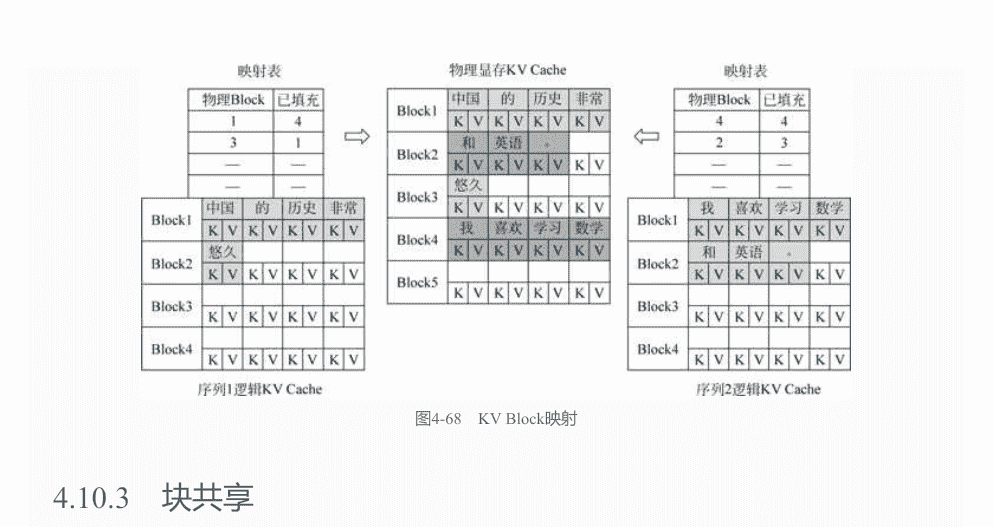 映射表
物理Block 已填充
1 4
3 1
— —
— —
Block1 中国 的 历史 非常
K V K V K V K V
Block2 悠久
K V K V K V K V
Block3
K V K V K V K V
Block4
K V K V K V K V
序列1逻辑KV Cache
物理显存KV Cache
Block1 中国 的 历史 非常
K V K V K V K V
Block2 和 英语 。
K V K V K V K V
Block3 悠久
K V K V K V K V
Block4 我 喜欢 学习 数学
K V K V K V K V
Block5
K V K V K V K V
映射表
物理Block 已填充
4 4
2 3
— —
— —
Block1 我 喜欢 学习 数学
K V K V K V K V
Block2 和 英语 。
K V K V K V K V
Block3
K V K V K V K V
Block4
K V K V K V K V
序列2逻辑KV Cache
图4-68 KV Block映射
4.10.3 块共享